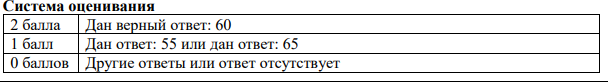 Система оценивания
2 балла Дан верный ответ: 60
1 балл Дан ответ: 55 или дан ответ: 65
0 баллов Другие ответы или ответ отсутствует